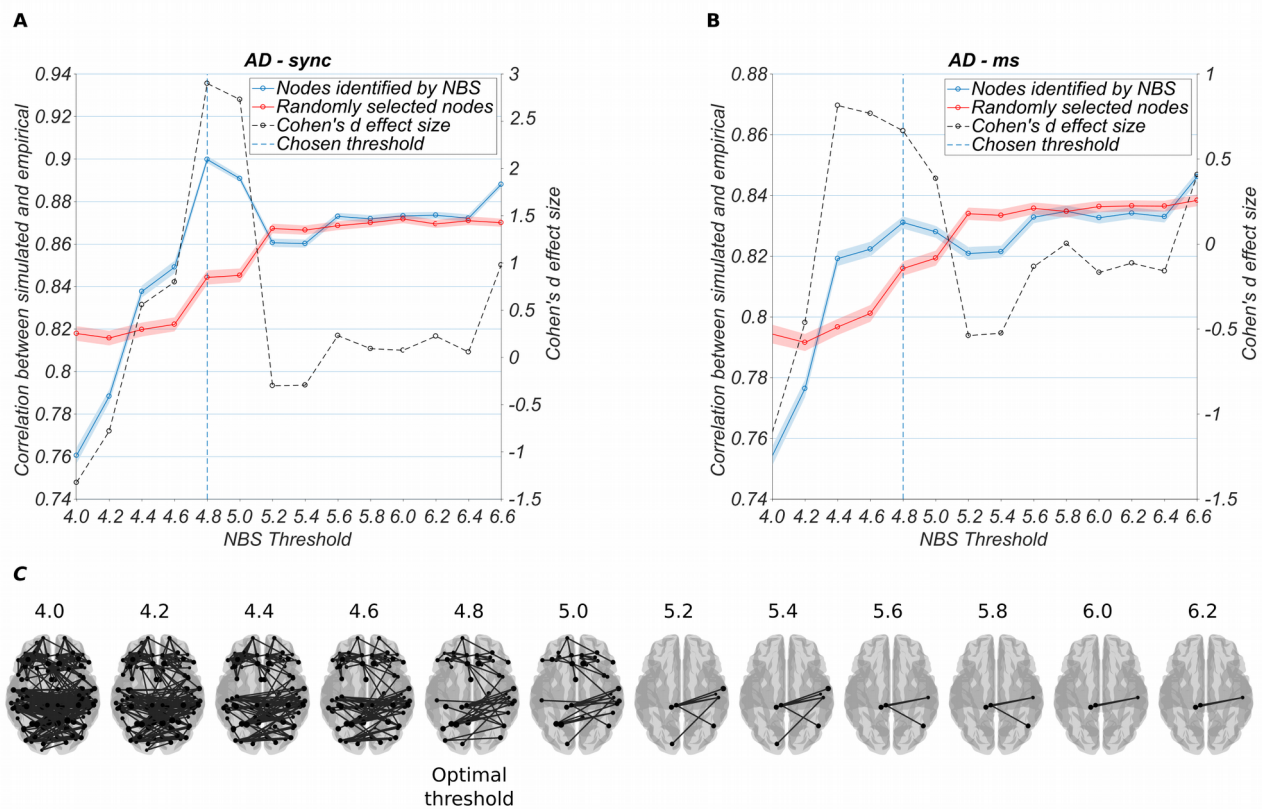 A
AD - sync
Correlation between simulated and empirical
0.94
0.92
0.9
0.88
0.86
0.84
0.82
0.8
0.78
0.76
0.74
Nodes identified by NBS
Randomly selected nodes
Cohen's d effect size
Chosen threshold
3
2.5
2
1.5
1
0.5
0
-0.5
-1
-1.5
Cohen's d effect size
4.0 4.2 4.4 4.6 4.8 5.0 5.2 5.4 5.6 5.8 6.0 6.2 6.4 6.6
NBS Threshold
B
AD - ms
Correlation between simulated and empirical
0.88
0.86
0.84
0.82
0.8
0.78
0.76
0.74
Nodes identified by NBS
Randomly selected nodes
Cohen's d effect size
Chosen threshold
1
0.5
0
-0.5
-1
-1.5
Cohen's d effect size
4.0 4.2 4.4 4.6 4.8 5.0 5.2 5.4 5.6 5.8 6.0 6.2 6.4 6.6
NBS Threshold
C
4.0 4.2 4.4 4.6 4.8 5.0 5.2 5.4 5.6 5.8 6.0 6.2
Optimal
threshold